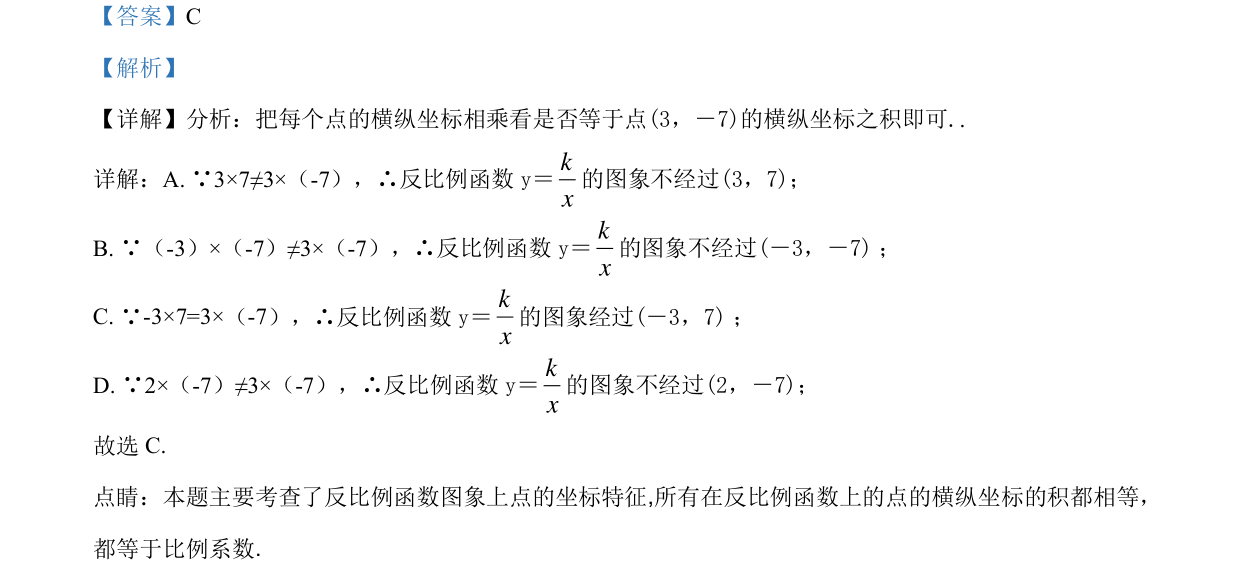 【答案】C
【解析】
【详解】分析：把每个点的横纵坐标相乘看是否等于点(3，－7)的横纵坐标之积即可. .
详解：A. ∵3×7≠3×（-7），∴反比例函数 y＝k/x 的图象不经过(3，7)；
B. ∵（-3）×（-7）≠3×（-7），∴反比例函数 y＝k/x 的图象不经过(－3，－7)；
C. ∵-3×7=3×（-7），∴反比例函数 y＝k/x 的图象经过(－3，7)；
D. ∵2×（-7）≠3×（-7），∴反比例函数 y＝k/x 的图象不经过(2，－7)；
故选 C.
点睛：本题主要考查了反比例函数图象上点的坐标特征,所有在反比例函数上的点的横纵坐标的积都相等，
都等于比例系数.